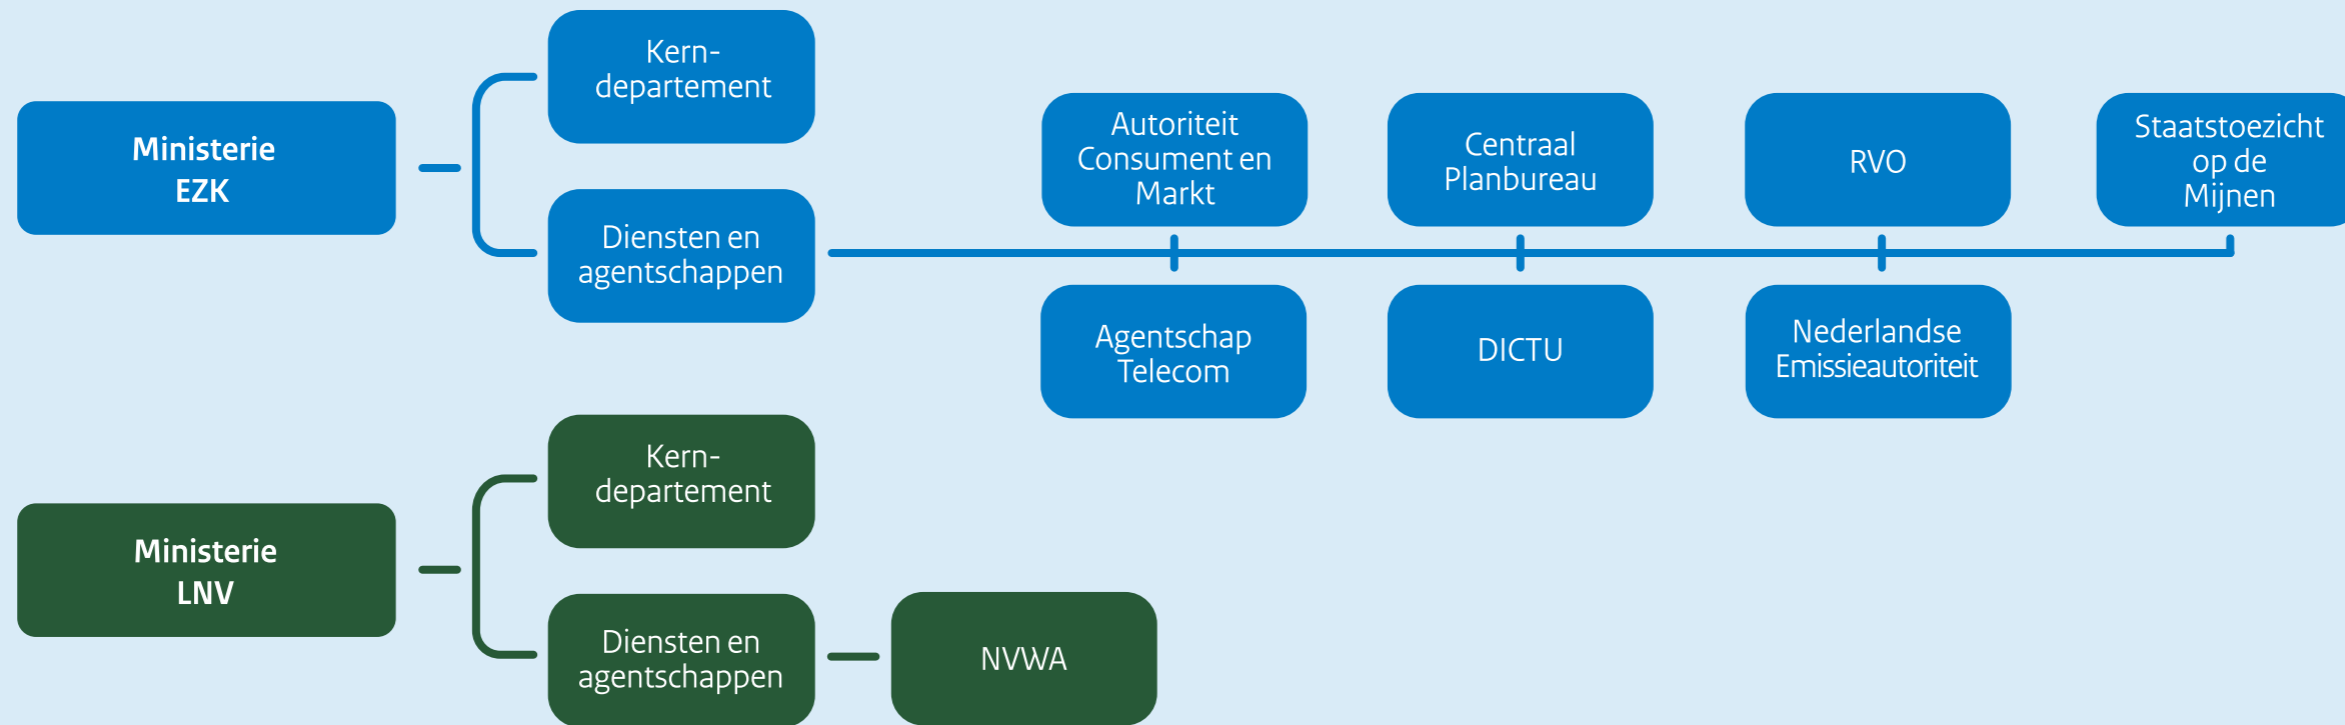 Ministerie
EZK
Kern-
departement
Diensten en
agentschappen
Autoriteit
Consument en
Markt
Centraal
Planbureau
RVO
Staatstoezicht
op de
Mijnen
Agentschap
Telecom
DICTU
Nederlandse
Emissieautoriteit
Ministerie
LNV
Kern-
departement
Diensten en
agentschappen
NVWA